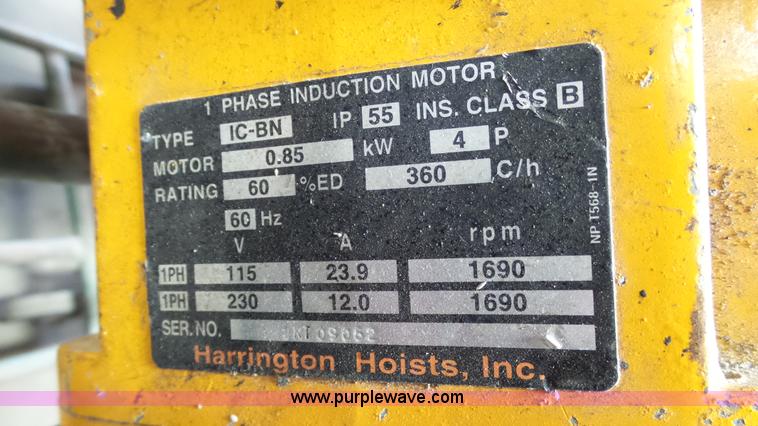 1 PHASE INDUCTION MOTOR
TYPE IC-BN IP 55 INS. CLASS B
MOTOR 0.85 kW 4 P
RATING 60 %ED 360 C/h
60 Hz
V A rpm
1PH 115 23.9 1690
1PH 230 12.0 1690
SER.NO.
Harrington Hoists, Inc.
NP.T568-1N
www.purplewave.com